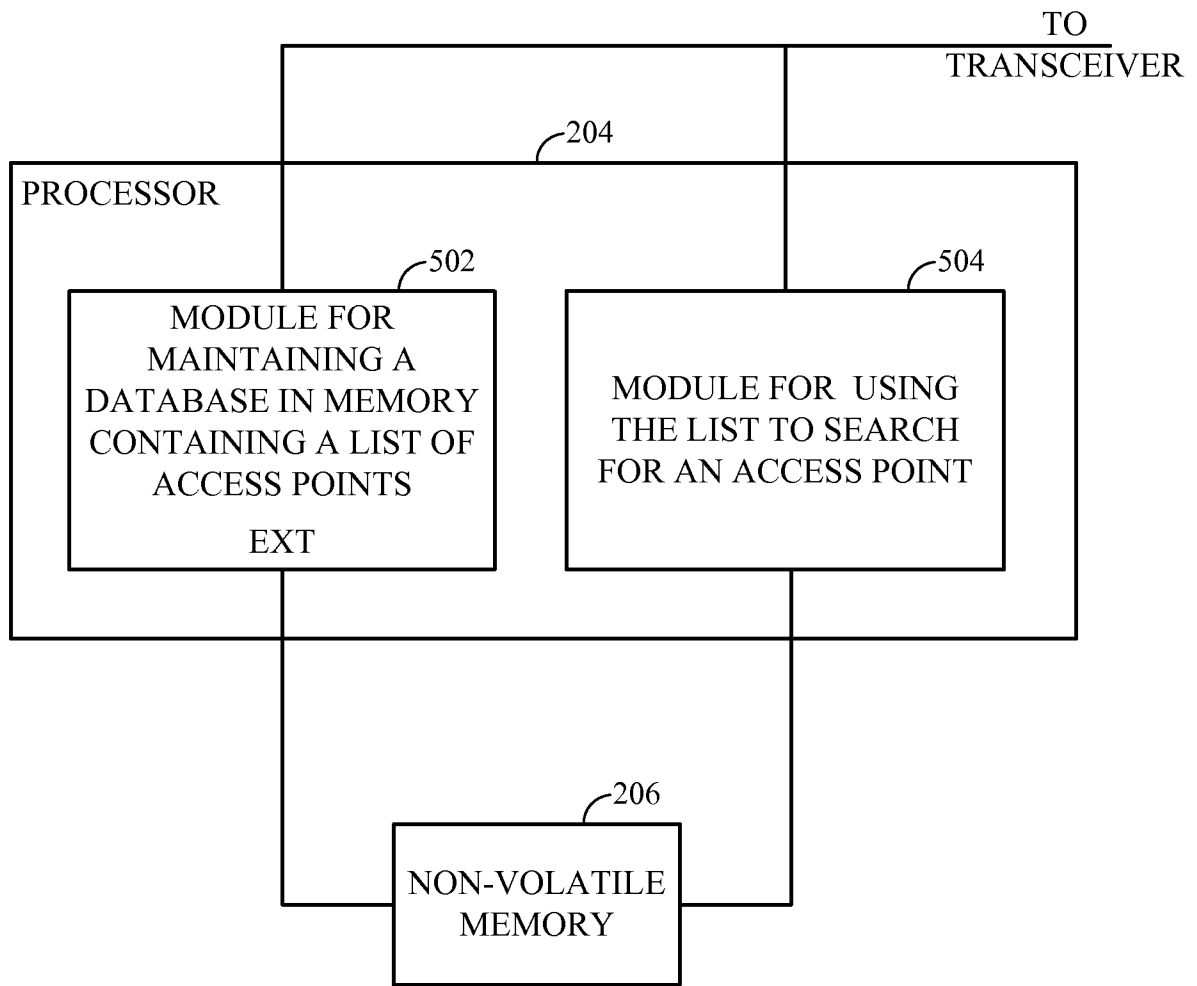 TO
TRANSCEIVER
204
PROCESSOR
502
MODULE FOR
MAINTAINING A
DATABASE IN MEMORY
CONTAINING A LIST OF
ACCESS POINTS
EXT
504
MODULE FOR USING
THE LIST TO SEARCH
FOR AN ACCESS POINT
206
NON-VOLATILE
MEMORY